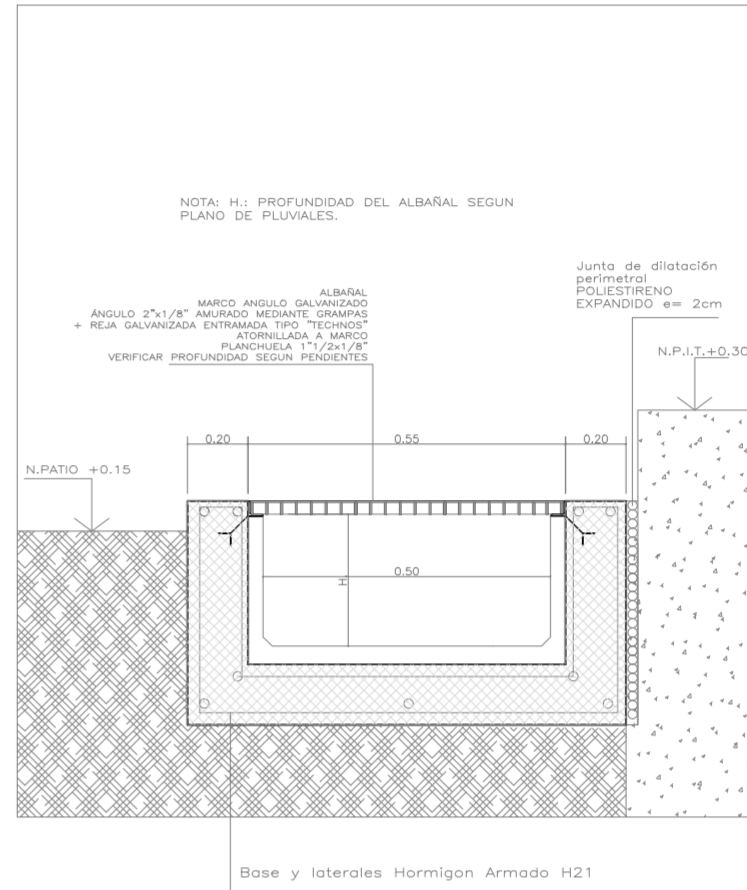 NOTA: H.: PROFUNDIDAD DEL ALBAÑAL SEGUN
PLANO DE PLUVIALES.
Junta de dilatación
perimetral
POLIESTIRENO
EXPANDIDO e= 2cm
ALBAÑAL
MARCO ANGULO GALVANIZADO
ÁNGULO 2"x1/8" AMURADO MEDIANTE GRAMPAS
+ REJA GALVANIZADA ENTRAMADA TIPO "TECHNOS"
ATORNILLADA A MARCO
PLANCHUELA 1"1/2x1/8"
VERIFICAR PROFUNDIDAD SEGUN PENDIENTES
N.P.I.T.+0.30
0.20
0.55
0.20
N.PATIO +0.15
0.50
H
Base y laterales Hormigon Armado H21